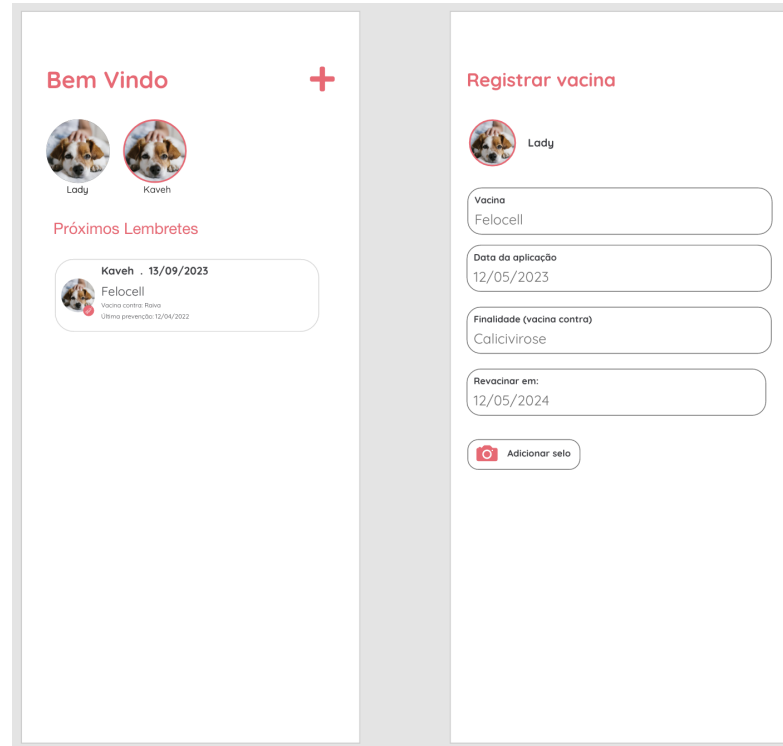 Bem Vindo
Lady
Kaveh
Próximos Lembretes
Kaveh . 13/09/2023
Felocell
Vacina contra: Raiva
Última prevenção: 12/04/2022
Registrar vacina
Lady
Vacina
Felocell
Data da aplicação
12/05/2023
Finalidade (vacina contra)
Calicivirose
Revacinar em:
12/05/2024
Adicionar selo